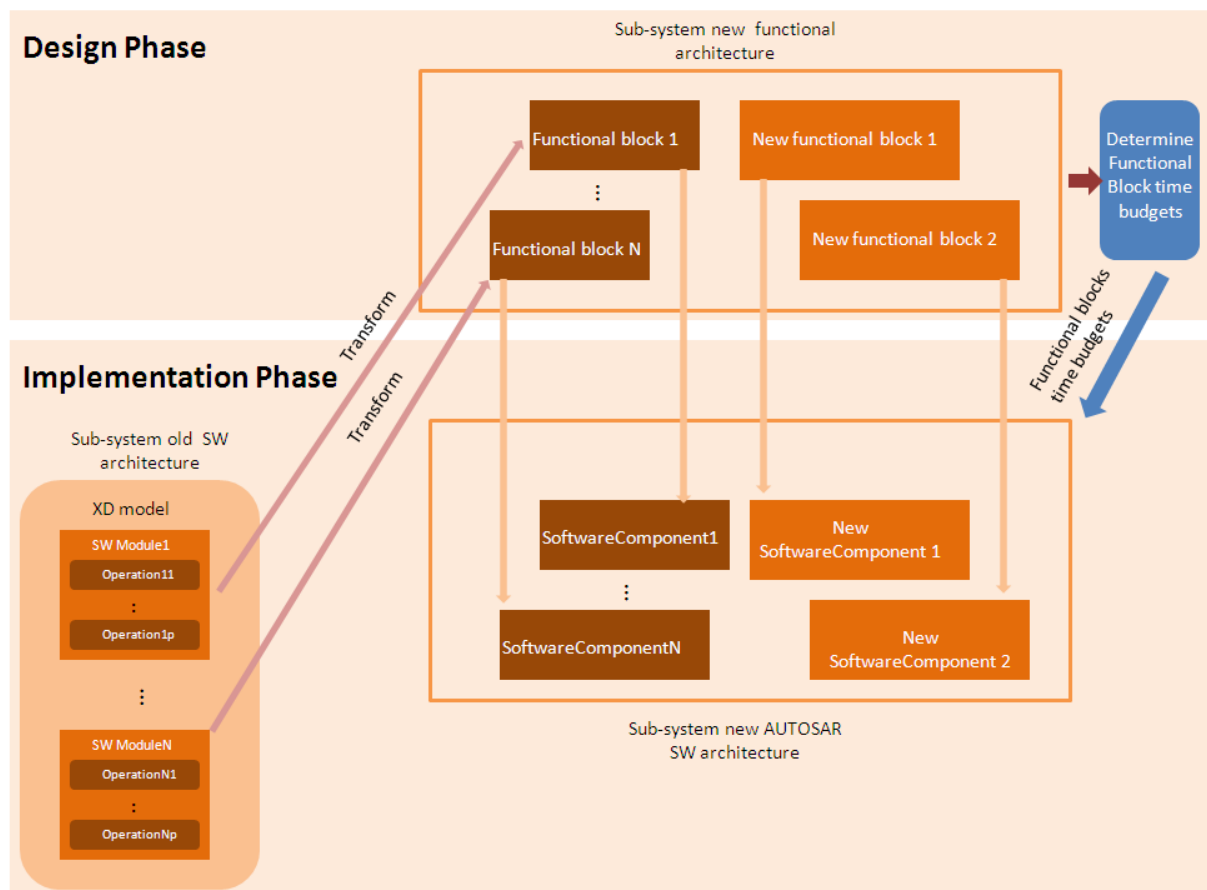 Design Phase
Sub-system new functional
architecture
Functional block 1
⋮
Functional block N
New functional block 1
New functional block 2
Determine
Functional
Block time
budgets
Transform
Transform
Functional blocks
time budgets
Implementation Phase
Sub-system old SW
architecture
XD model
SW Module1
Operation11
:
Operation1p
⋮
SW ModuleN
OperationN1
:
OperationNp
SoftwareComponent1
⋮
SoftwareComponentN
New
SoftwareComponent 1
New
SoftwareComponent 2
Sub-system new AUTOSAR
SW architecture